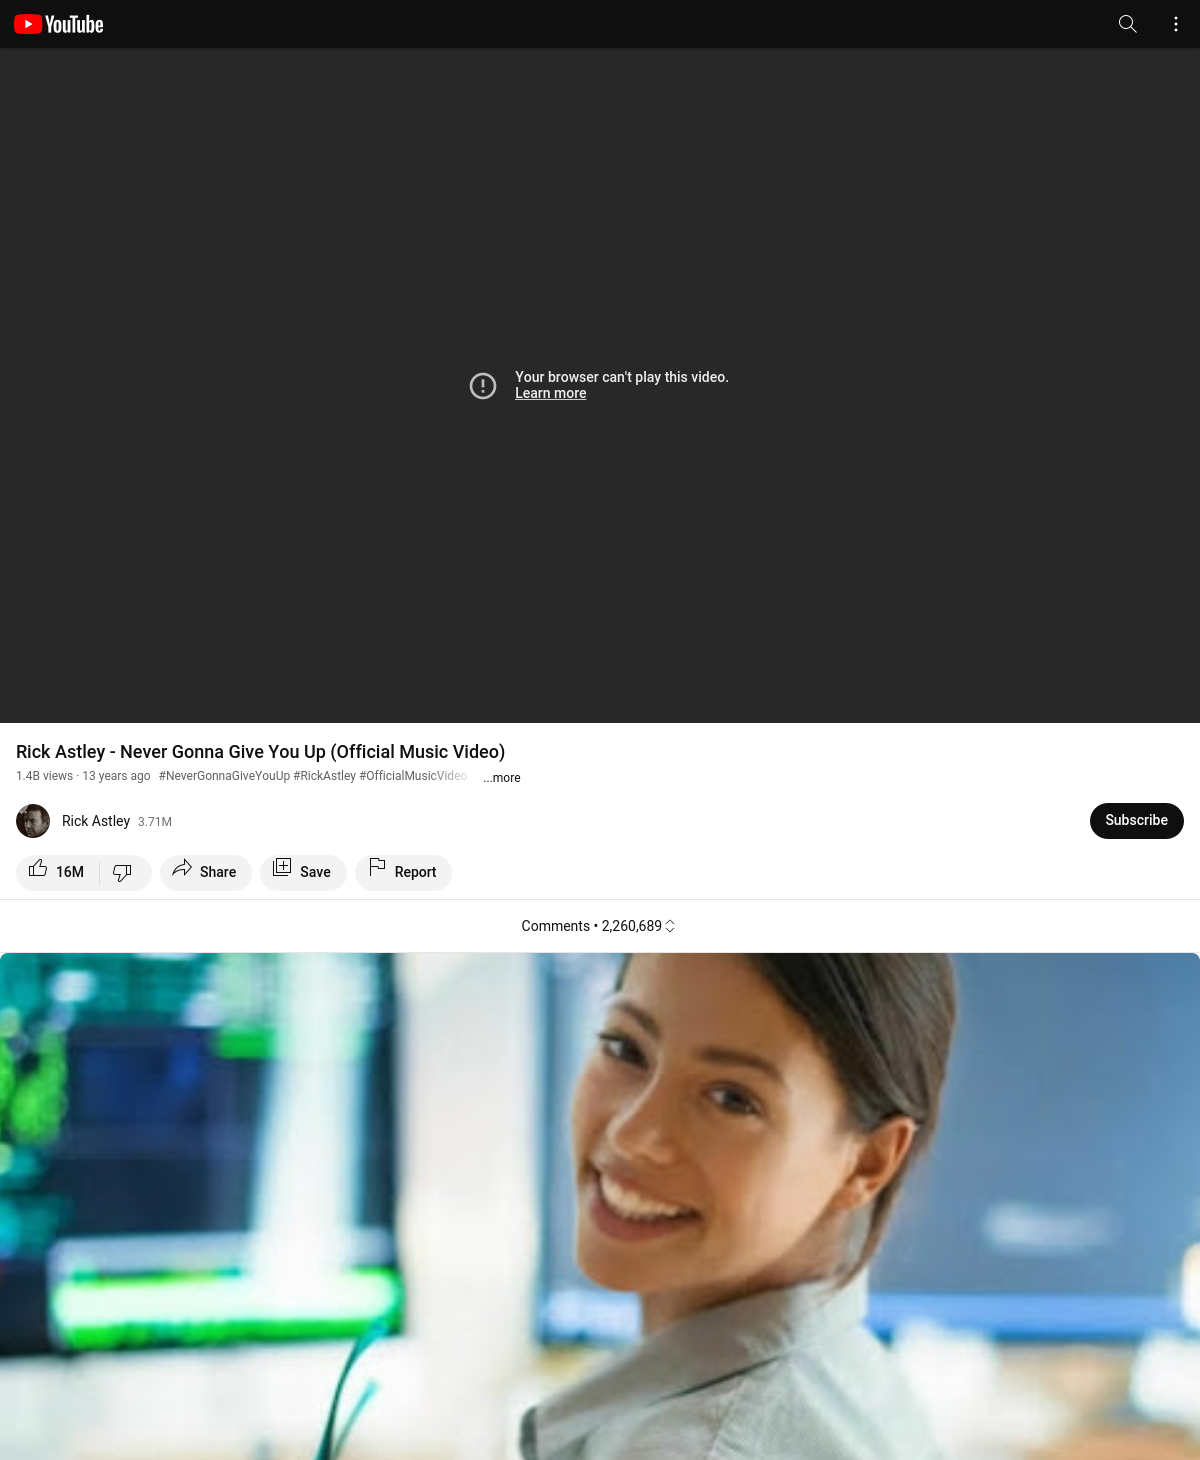 YouTube
Your browser can't play this video.
Learn more
Rick Astley - Never Gonna Give You Up (Official Music Video)
1.4B views · 13 years ago #NeverGonnaGiveYouUp #RickAstley #OfficialMusicVideo ...more
Rick Astley 3.71M
Subscribe
16M Share Save Report
Comments • 2,260,689